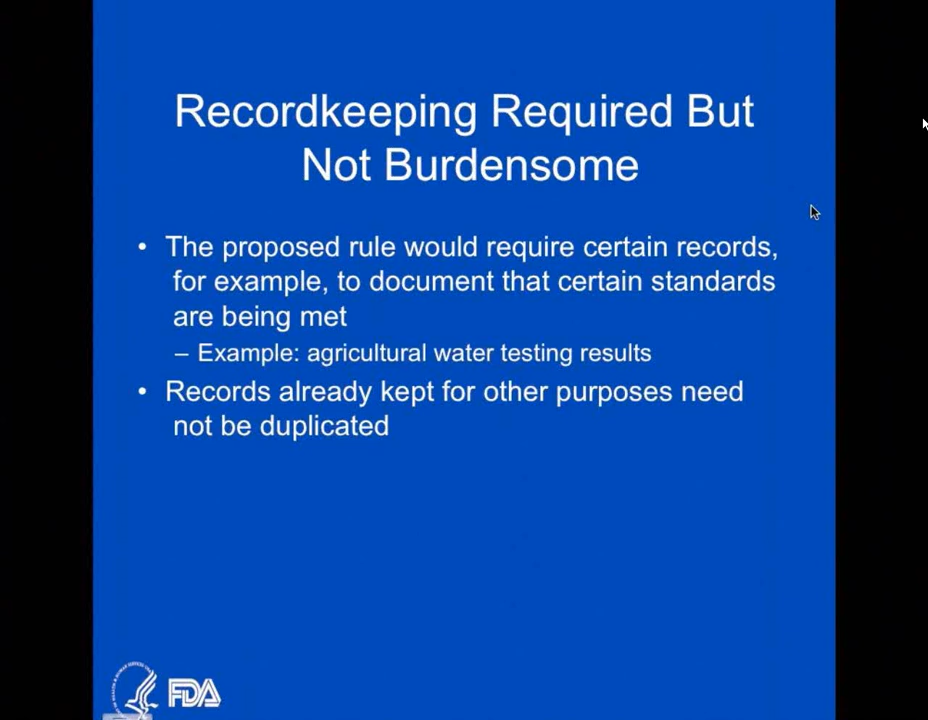 Recordkeeping Required But
Not Burdensome
• The proposed rule would require certain records,
for example, to document that certain standards
are being met
– Example: agricultural water testing results
• Records already kept for other purposes need
not be duplicated
FDA